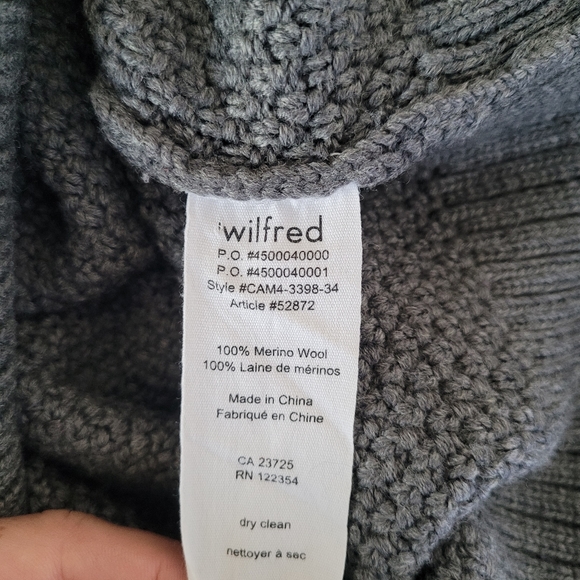 wilfred
P.O. #4500040000
P.O. #4500040001
Style #CAM4-3398-34
Article #52872
100% Merino Wool
100% Laine de mérinos
Made in China
Fabriqué en Chine
CA 23725
RN 122354
dry clean
nettoyer à sec